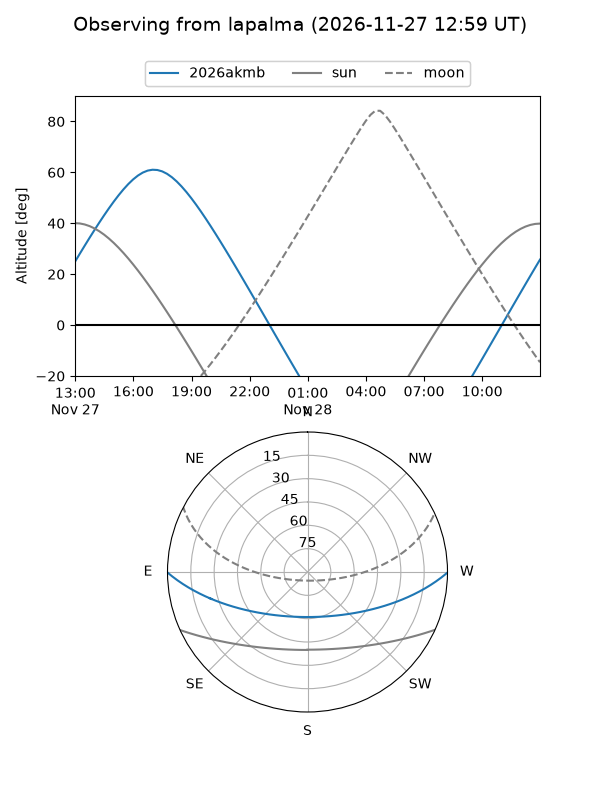 Observing from lapalma (2026-11-27 12:59 UT)
2026akmb sun moon
Altitude [deg]
80
60
40
20
0
−20
13:00 16:00 19:00 22:00 01:00 04:00 07:00 10:00
Nov 27 Nov 28
N
NE NW
15
30
45
60
75
E W
SE SW
S